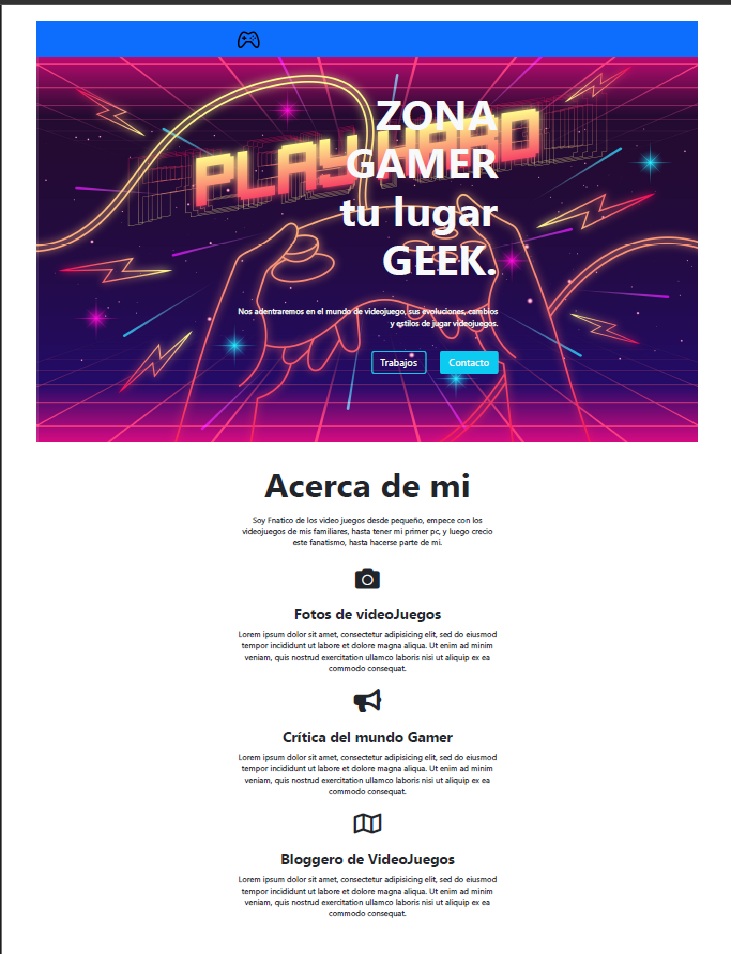 PLAY HARD
ZONA
GAMER
tu lugar
GEEK.
Nos adentraremos en el mundo de videojuego, sus evoluciones, cambios
y estilos de jugar videojuegos.
Trabajos
Contacto
Acerca de mi
Soy Fnatico de los video juegos desde pequeño, empece con los
videojuegos de mis familiares, hasta tener mi primer pc, y luego crecio
este fanatismo, hasta hacerse parte de mi.
Fotos de videoJuegos
Lorem ipsum dolor sit amet, consectetur adipisicing elit, sed do eiusmod
tempor incididunt ut labore et dolore magna aliqua. Ut enim ad minim
veniam, quis nostrud exercitation ullamco laboris nisi ut aliquip ex ea
commodo consequat.
Crítica del mundo Gamer
Lorem ipsum dolor sit amet, consectetur adipisicing elit, sed do eiusmod
tempor incididunt ut labore et dolore magna aliqua. Ut enim ad minim
veniam, quis nostrud exercitation ullamco laboris nisi ut aliquip ex ea
commodo consequat.
Bloggero de VideoJuegos
Lorem ipsum dolor sit amet, consectetur adipisicing elit, sed do eiusmod
tempor incididunt ut labore et dolore magna aliqua. Ut enim ad minim
veniam, quis nostrud exercitation ullamco laboris nisi ut aliquip ex ea
commodo consequat.